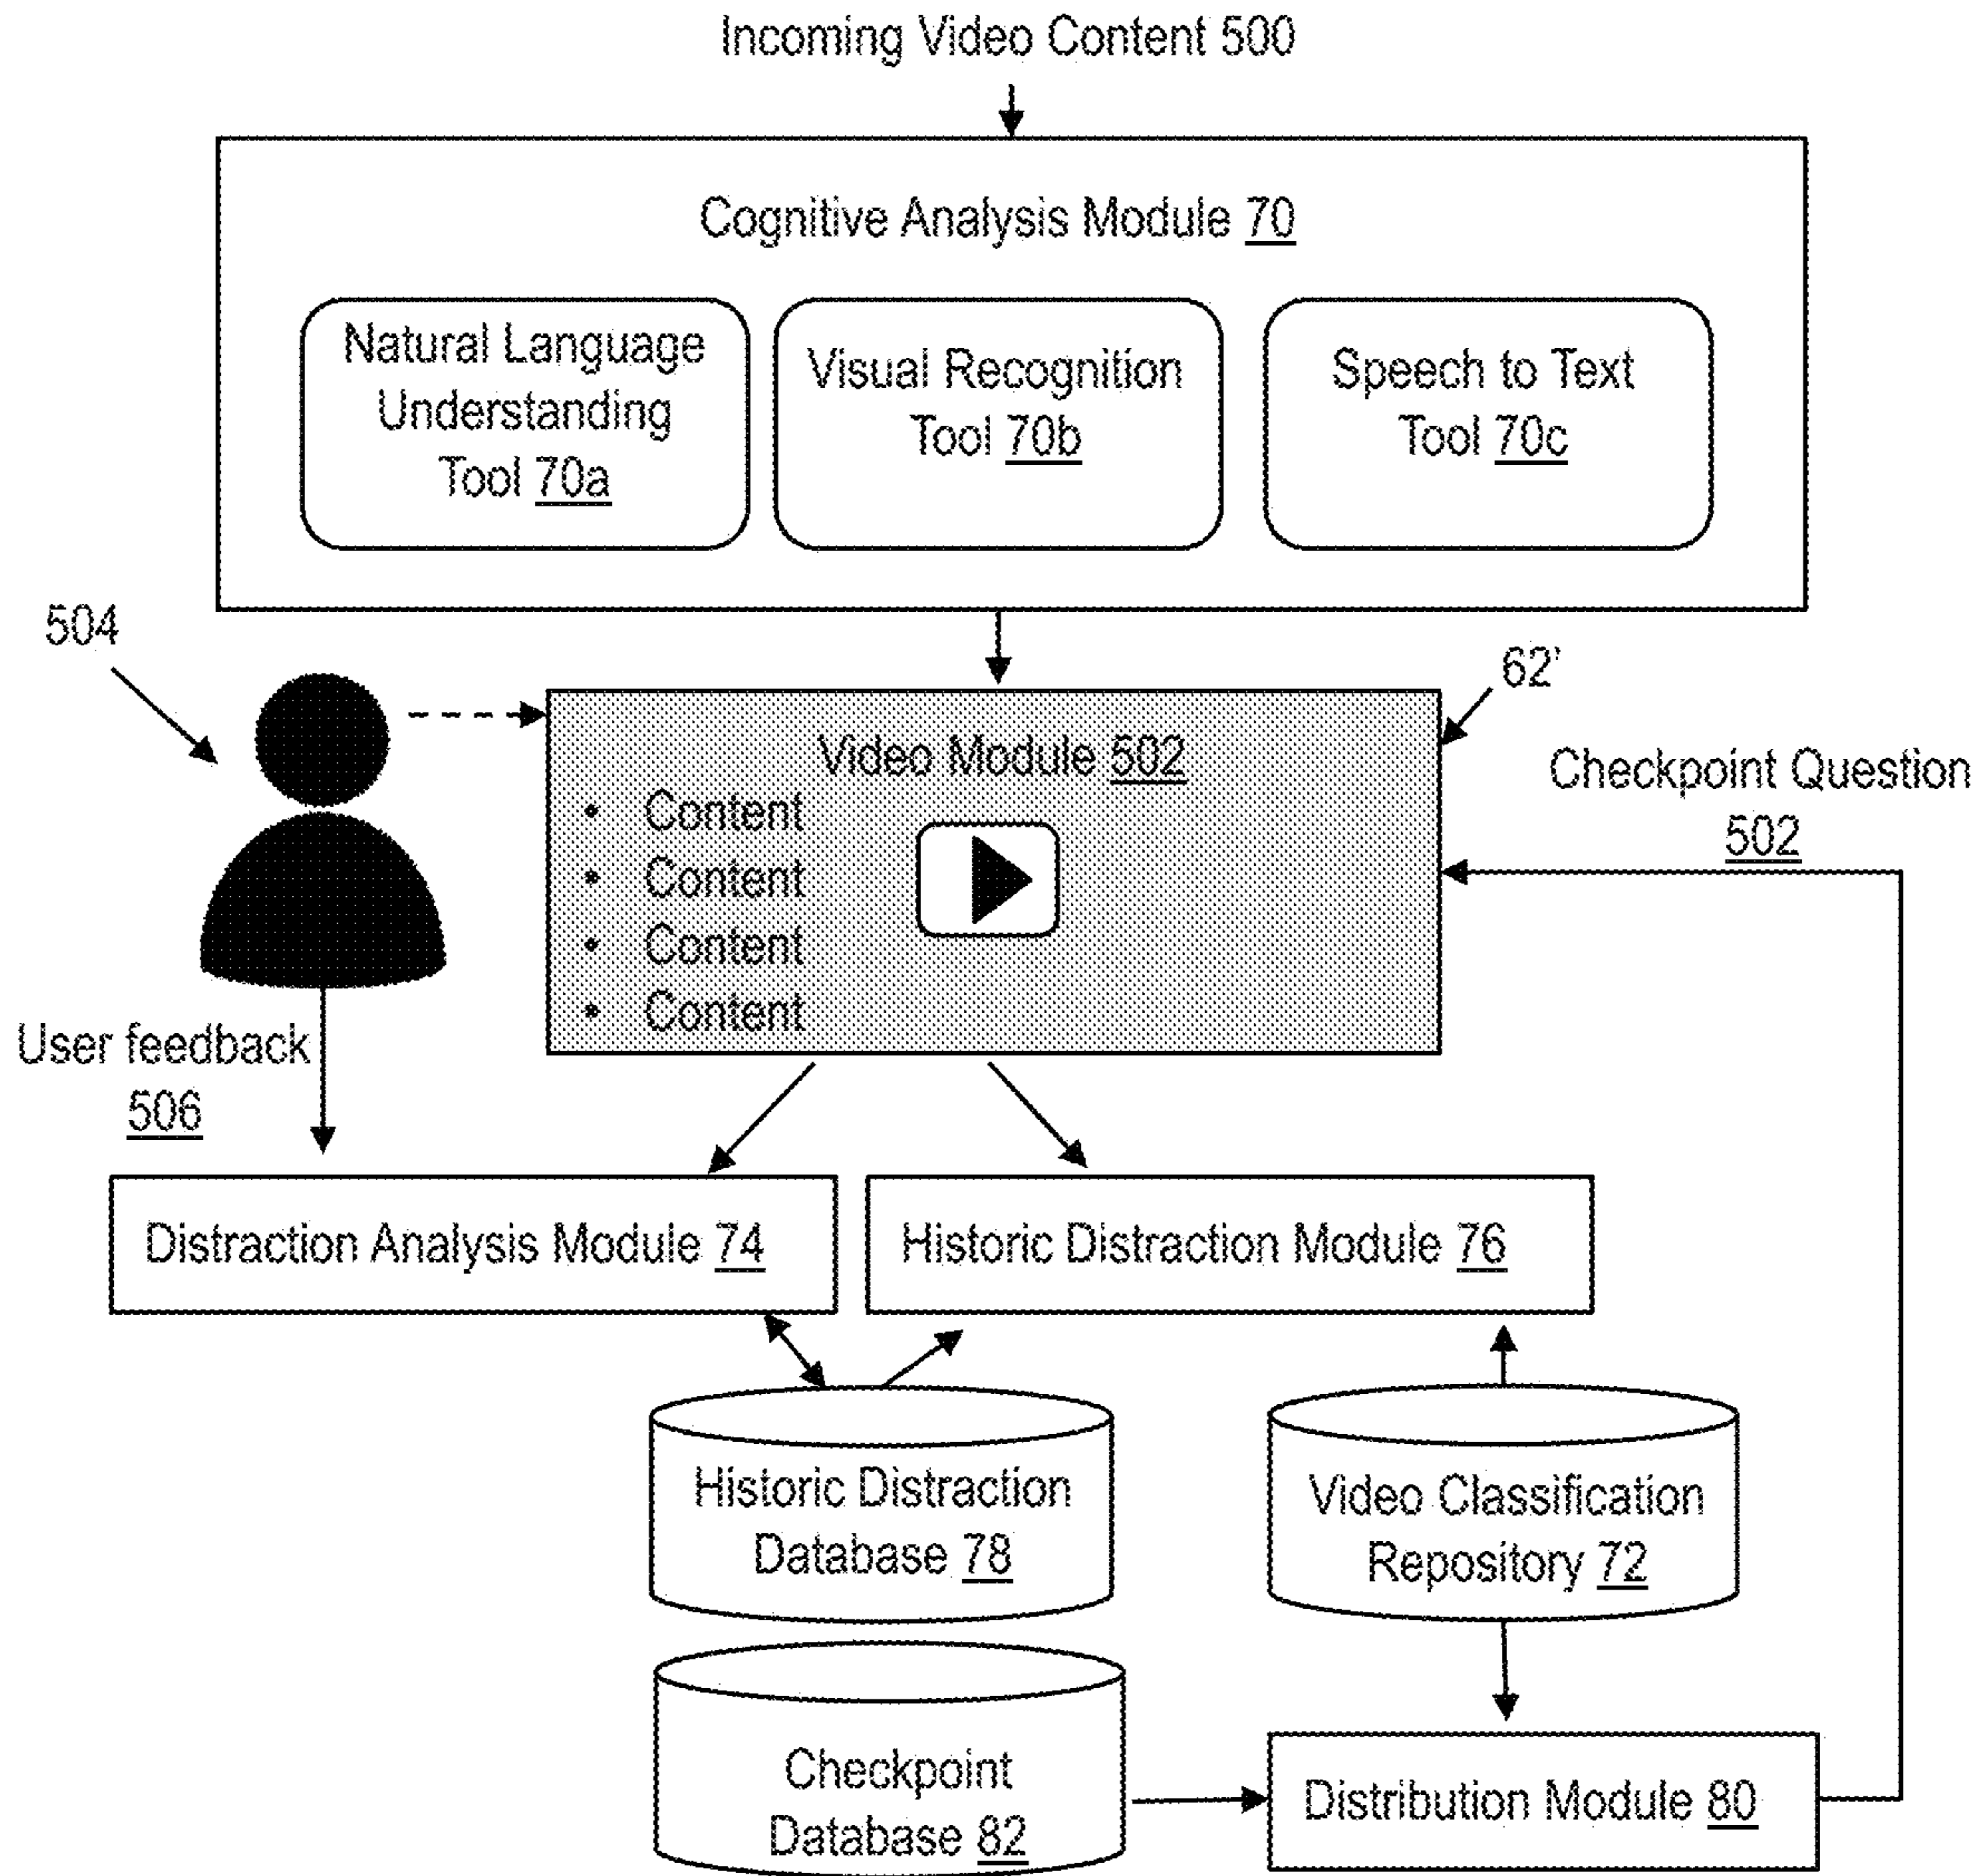 Incoming Video Content 500
Cognitive Analysis Module 70
Natural Language
Understanding
Tool 70a
Visual Recognition
Tool 70b
Speech to Text
Tool 70c
504
62'
Video Module 502
• Content
• Content
• Content
• Content
Checkpoint Question
502
User feedback
506
Distraction Analysis Module 74
Historic Distraction Module 76
Historic Distraction
Database 78
Video Classification
Repository 72
Checkpoint
Database 82
Distribution Module 80